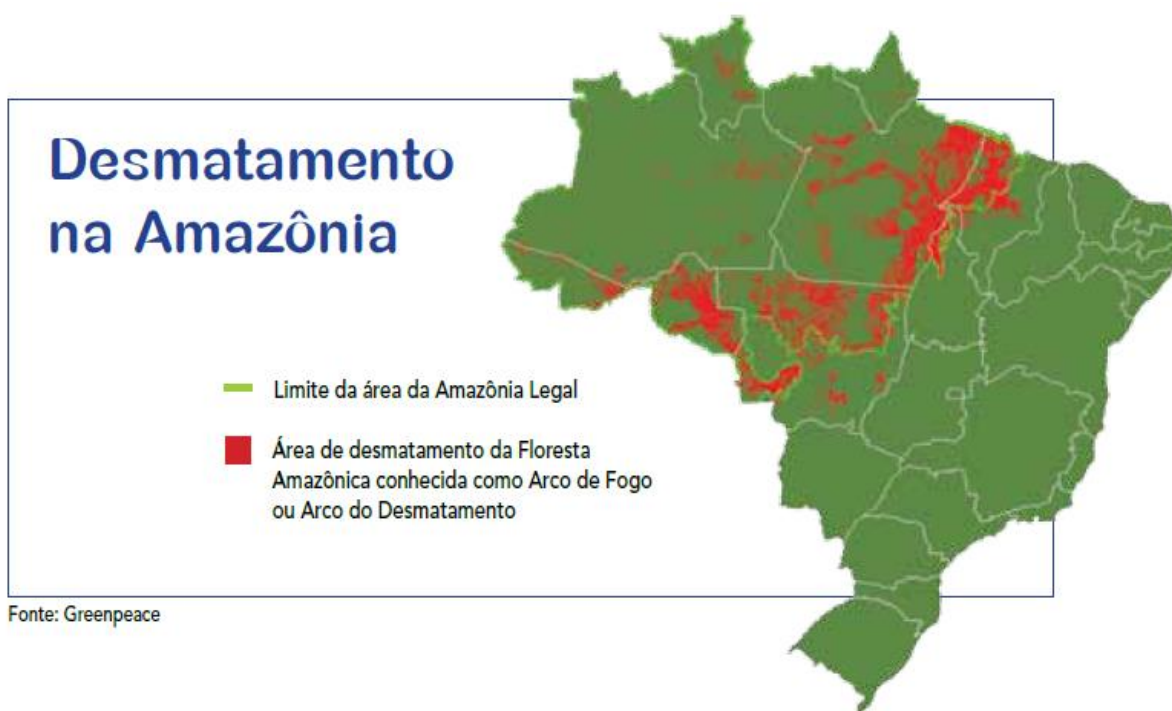 Desmatamento
na Amazônia
Limite da área da Amazônia Legal
Área de desmatamento da Floresta
Amazônica conhecida como Arco de Fogo
ou Arco do Desmatamento
Fonte: Greenpeace